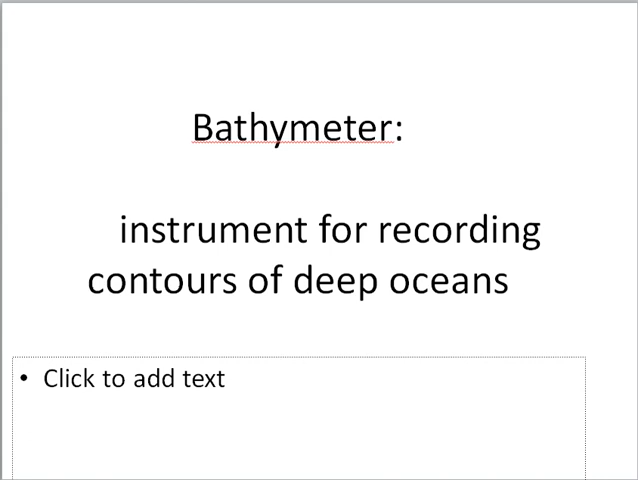 Bathymeter:
instrument for recording
contours of deep oceans
• Click to add text